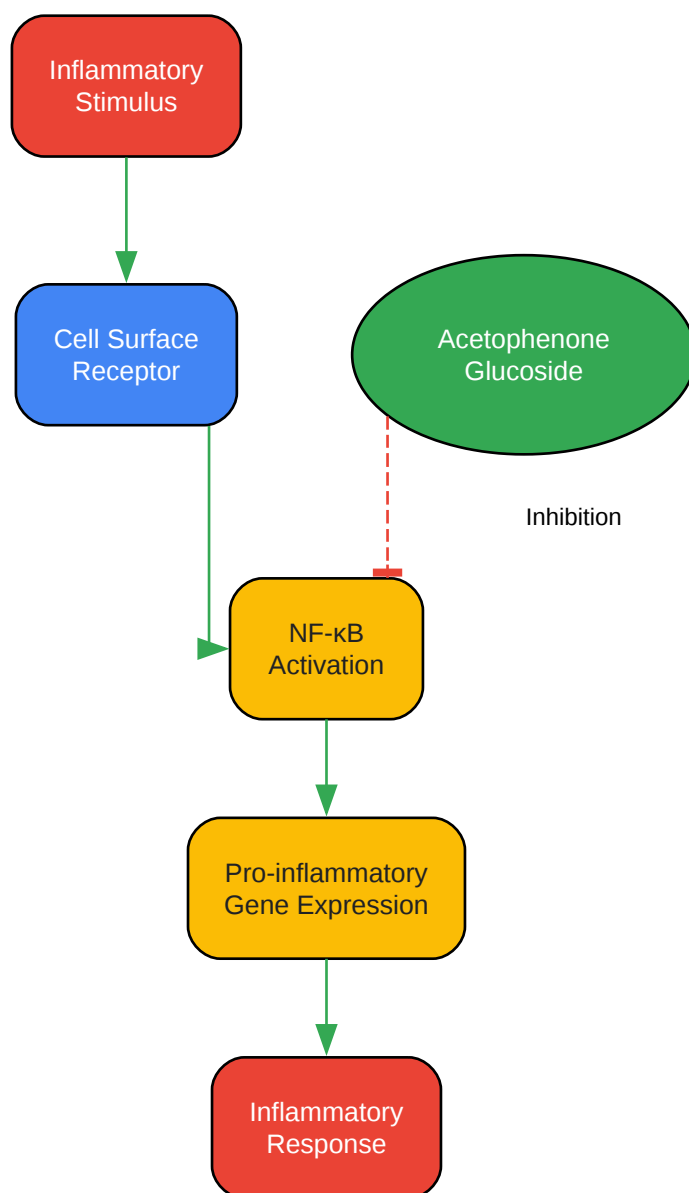 Inflammatory
Stimulus
Cell Surface
Receptor
Acetophenone
Glucoside
Inhibition
NF-κB
Activation
Pro-inflammatory
Gene Expression
Inflammatory
Response